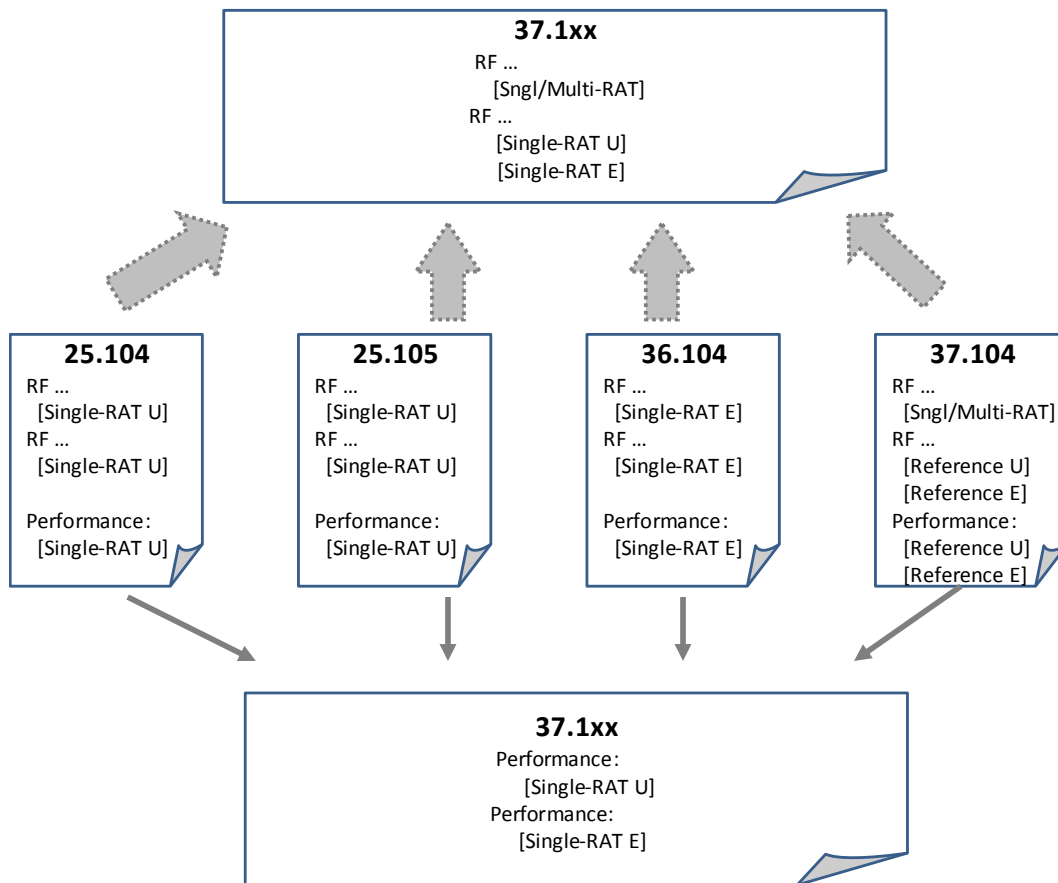 37.1xx
RF ...
[Sngl/Multi-RAT]
RF ...
[Single-RAT U]
[Single-RAT E]
25.104
RF ...
[Single-RAT U]
RF ...
[Single-RAT U]
Performance:
[Single-RAT U]
25.105
RF ...
[Single-RAT U]
RF ...
[Single-RAT U]
Performance:
[Single-RAT U]
36.104
RF ...
[Single-RAT E]
RF ...
[Single-RAT E]
Performance:
[Single-RAT E]
37.104
RF ...
[Sngl/Multi-RAT]
RF ...
[Reference U]
[Reference E]
Performance:
[Reference U]
[Reference E]
37.1xx
Performance:
[Single-RAT U]
Performance:
[Single-RAT E]